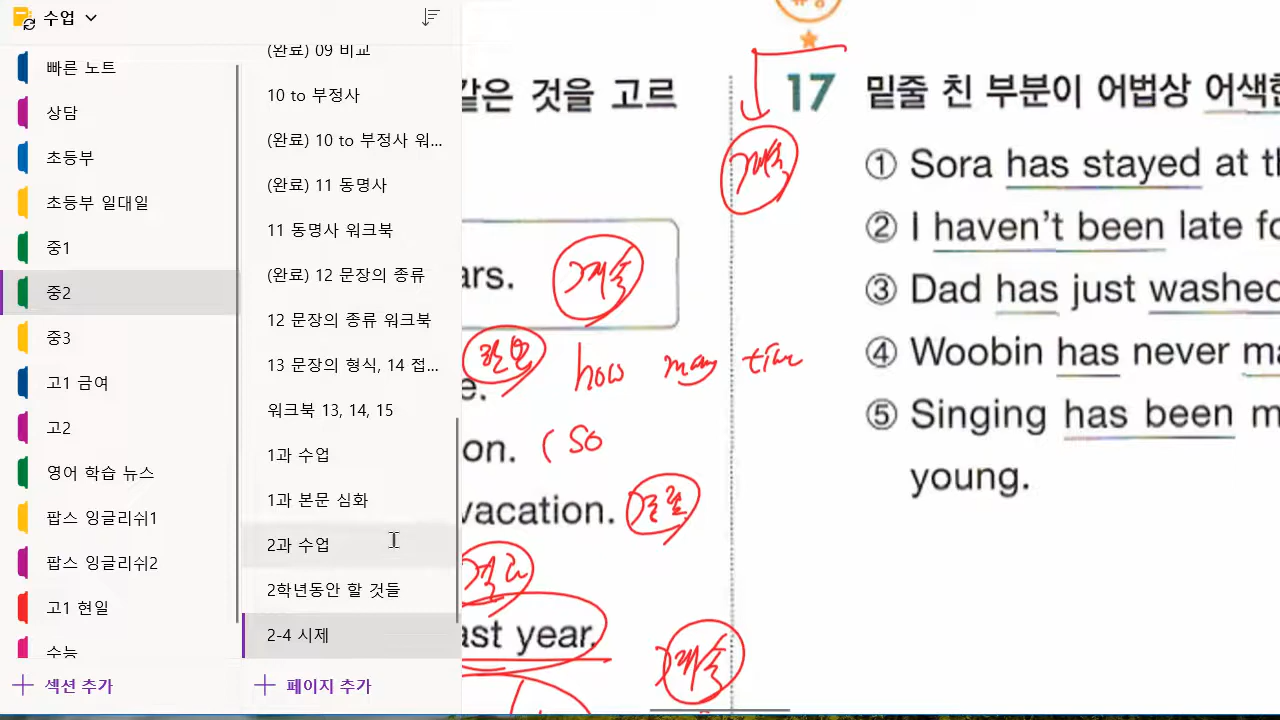 수업
빠른 노트
상담
초등부
초등부 일대일
중1
중2
중3
고1 금여
고2
영어 학습 뉴스
팝스 잉글리쉬1
팝스 잉글리쉬2
고1 현일
수능
섹션 추가
(완료) 09 비교
10 to 부정사
(완료) 10 to 부정사 워...
(완료) 11 동명사
11 동명사 워크북
(완료) 12 문장의 종류
12 문장의 종류 워크북
문장의 형식, 14 접...
워크북 13, 14, 15
1과 수업
1과 본문 심화
2과 수업
2주 동안 할 것들
2-4 시제
페이지 추가
같은 것을 고르
ars. 계속
완료 how many time
e.
on. (so
vacation. 완료
결과
ast year.
계속
17 밑줄 친 부분이 어법상 어색한
계속
① Sora has stayed at th
② I haven't been late fo
③ Dad has just washed
④ Woobin has never ma
⑤ Singing has been m
young.